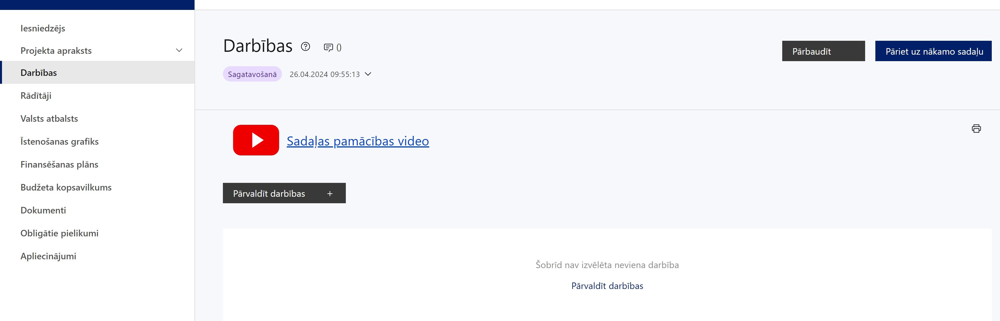 Iesniedzējs
Projekta apraksts
Darbības
Rādītāji
Valsts atbalsts
Īstenošanas grafiks
Finansēšanas plāns
Budžeta kopsavilkums
Dokumenti
Obligātie pielikumi
Apliecinājumi
Darbības ()
Pārbaudīt
Pāriet uz nākamo sadaļu
Sagatavošanā 26.04.2024 09:55:13
Sadaļas pamācības video
Pārvaldīt darbības +
Šobrīd nav izvēlēta neviena darbība
Pārvaldīt darbības